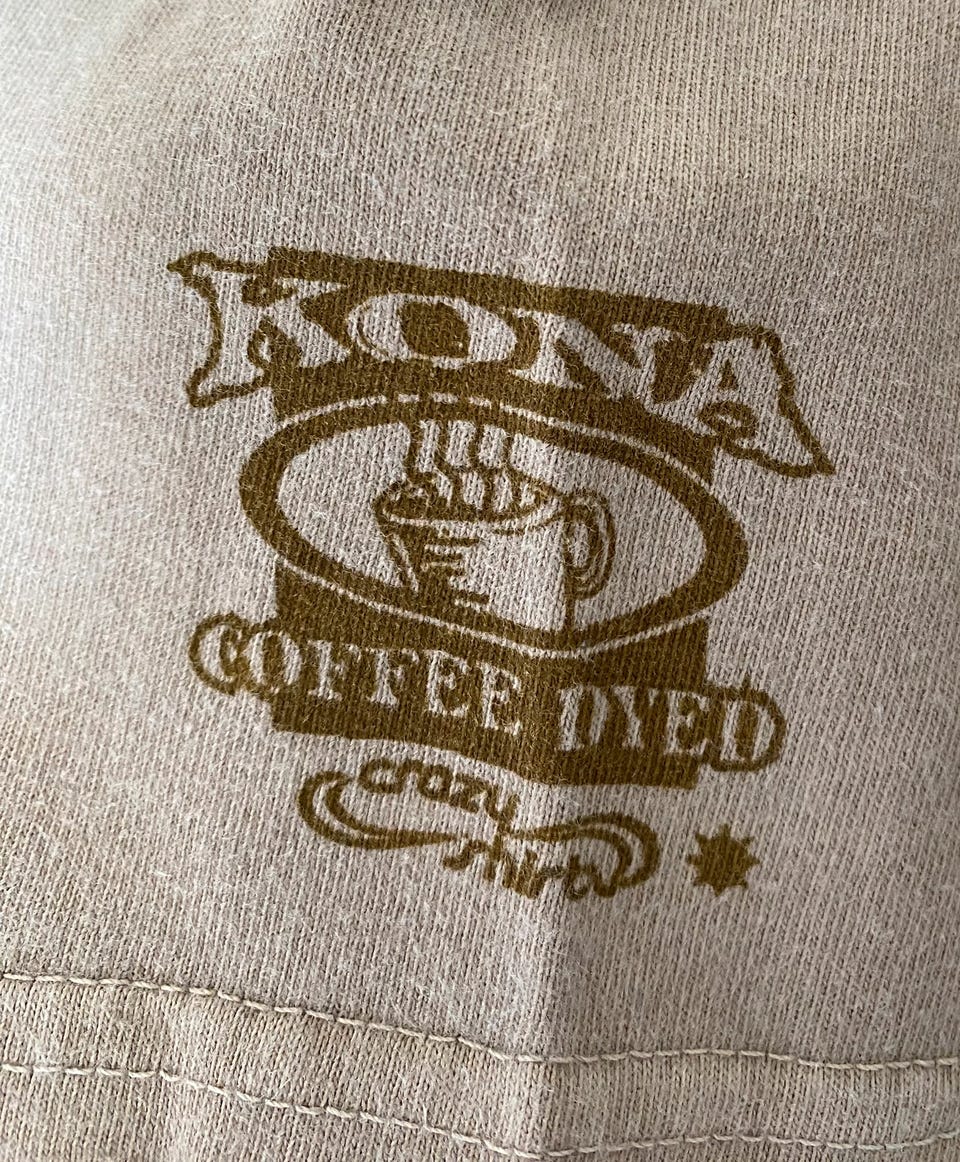 KONA
COFFEE DYED
crazy
shirts